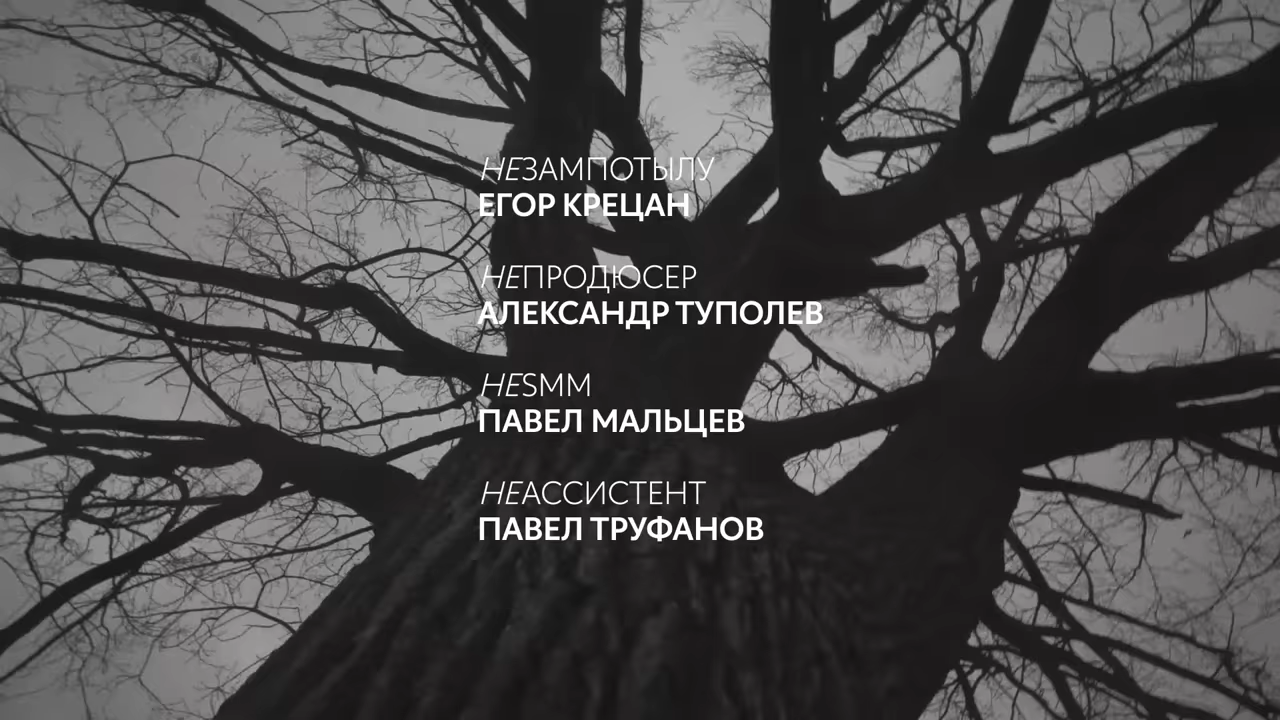 НЕЗАМПОТЫЛУ
ЕГОР КРЕЦАН
НЕПРОДЮСЕР
АЛЕКСАНДР ТУПОЛЕВ
НЕSMM
ПАВЕЛ МАЛЬЦЕВ
НЕАССИСТЕНТ
ПАВЕЛ ТРУФАНОВ